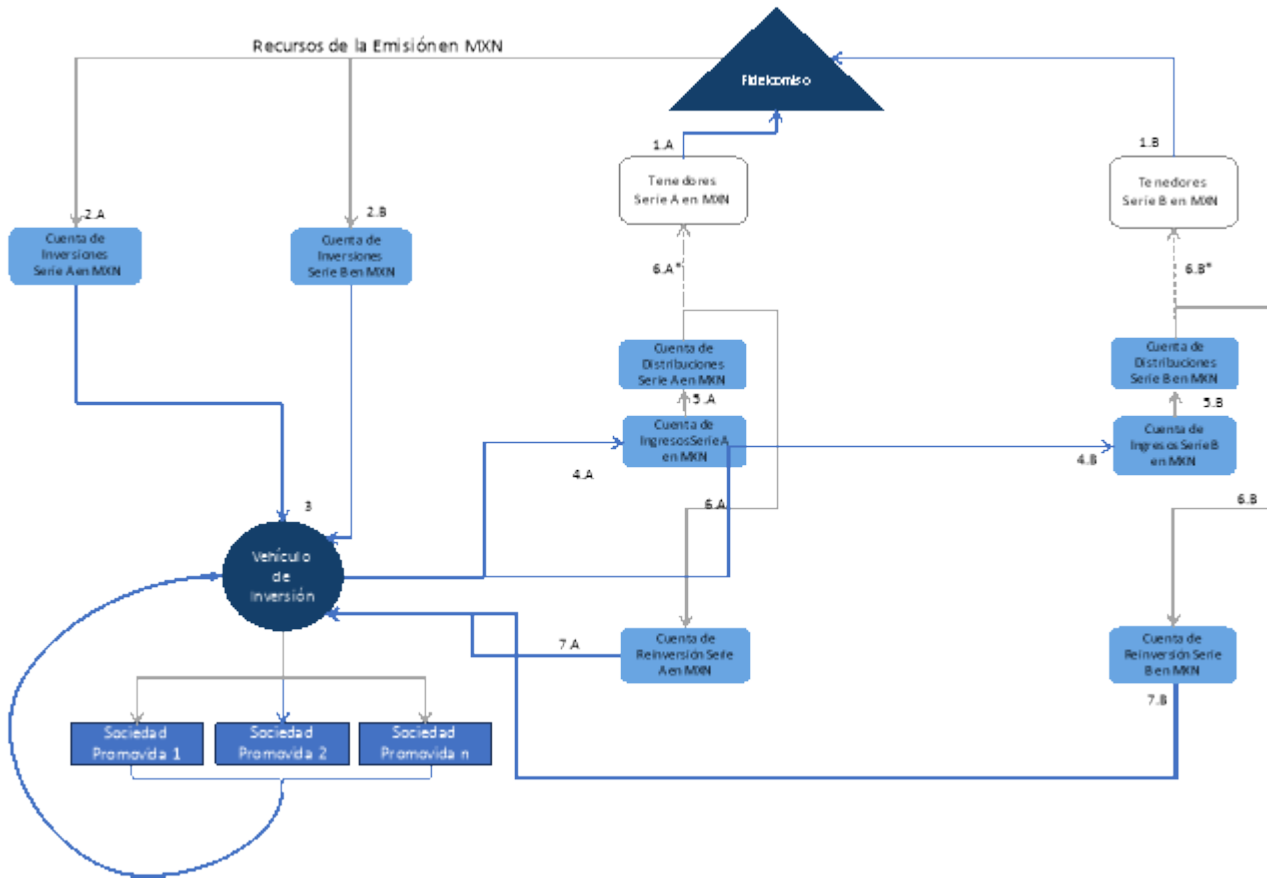 Recursos de la Emisión en MXN
Fideicomiso
1.A
1.B
Tenedores
Serie A en MXN
Tenedores
Serie B en MXN
2.A
2.B
Cuenta de
Inversiones
Serie A en MXN
Cuenta de
Inversiones
Serie B en MXN
6.A*
6.B*
Cuenta de
Distribuciones
Serie A en MXN
Cuenta de
Distribuciones
Serie B en MXN
5.A
5.B
Cuenta de
Ingresos Serie A
en MXN
Cuenta de
Ingresos Serie B
en MXN
4.A
4.B
3
6.A
6.B
Vehículo
de
Inversión
7.A
Cuenta de
Reinversión Serie
A en MXN
Cuenta de
Reinversión Serie
B en MXN
7.B
Sociedad
Promovida 1
Sociedad
Promovida 2
Sociedad
Promovida n